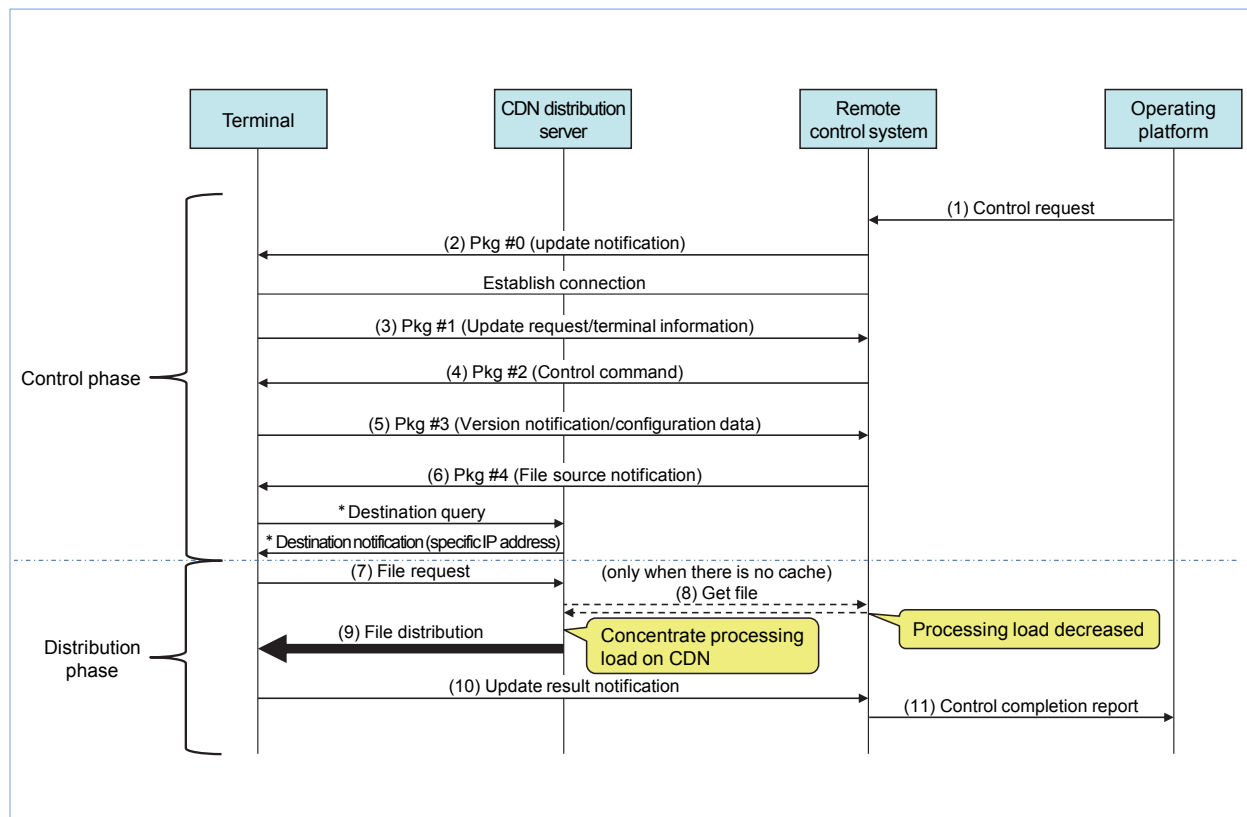 Terminal
CDN distribution
server
Remote
control system
Operating
platform
(1) Control request
(2) Pkg #0 (update notification)
Establish connection
(3) Pkg #1 (Update request/terminal information)
Control phase
(4) Pkg #2 (Control command)
(5) Pkg #3 (Version notification/configuration data)
(6) Pkg #4 (File source notification)
* Destination query
* Destination notification (specific IP address)
(7) File request
(only when there is no cache)
(8) Get file
Distribution
phase
(9) File distribution
Concentrate processing
load on CDN
Processing load decreased
(10) Update result notification
(11) Control completion report